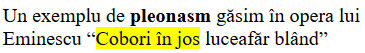 Un exemplu de pleonasm găsim în opera lui
Eminescu “Cobori în jos luceafăr blând”